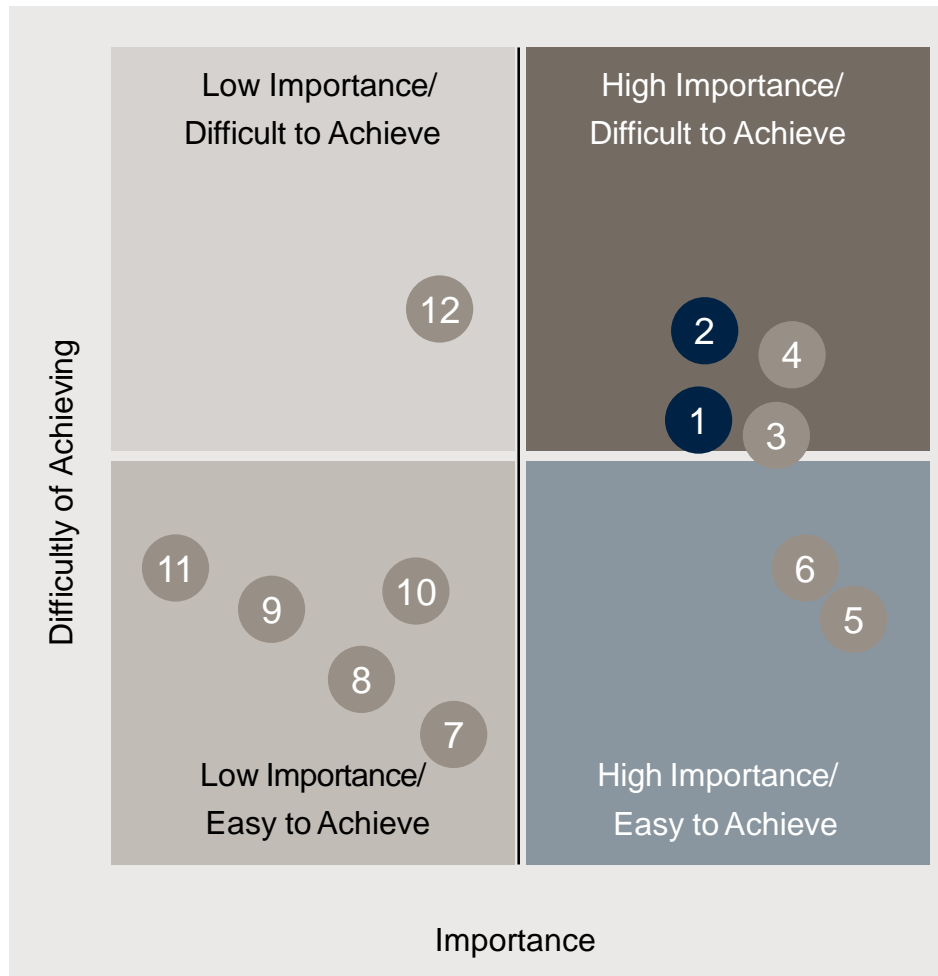 Low Importance/
Difficult to Achieve
High Importance/
Difficult to Achieve
12
2
4
1
3
Difficultly of Achieving
11
9
10
8
7
6
5
Low Importance/
Easy to Achieve
High Importance/
Easy to Achieve
Importance